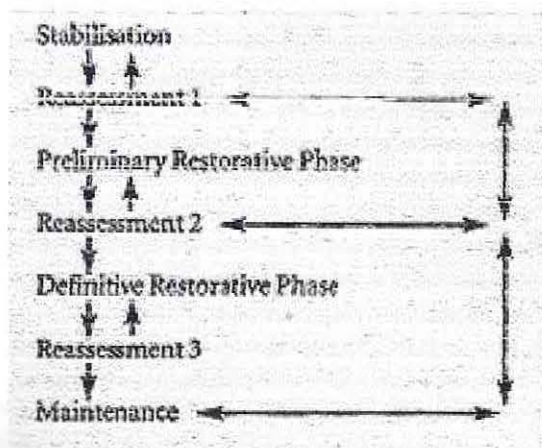 Stabilisation
Reassessment 1
Preliminary Restorative Phase
Reassessment 2
Definitive Restorative Phase
Reassessment 3
Maintenance